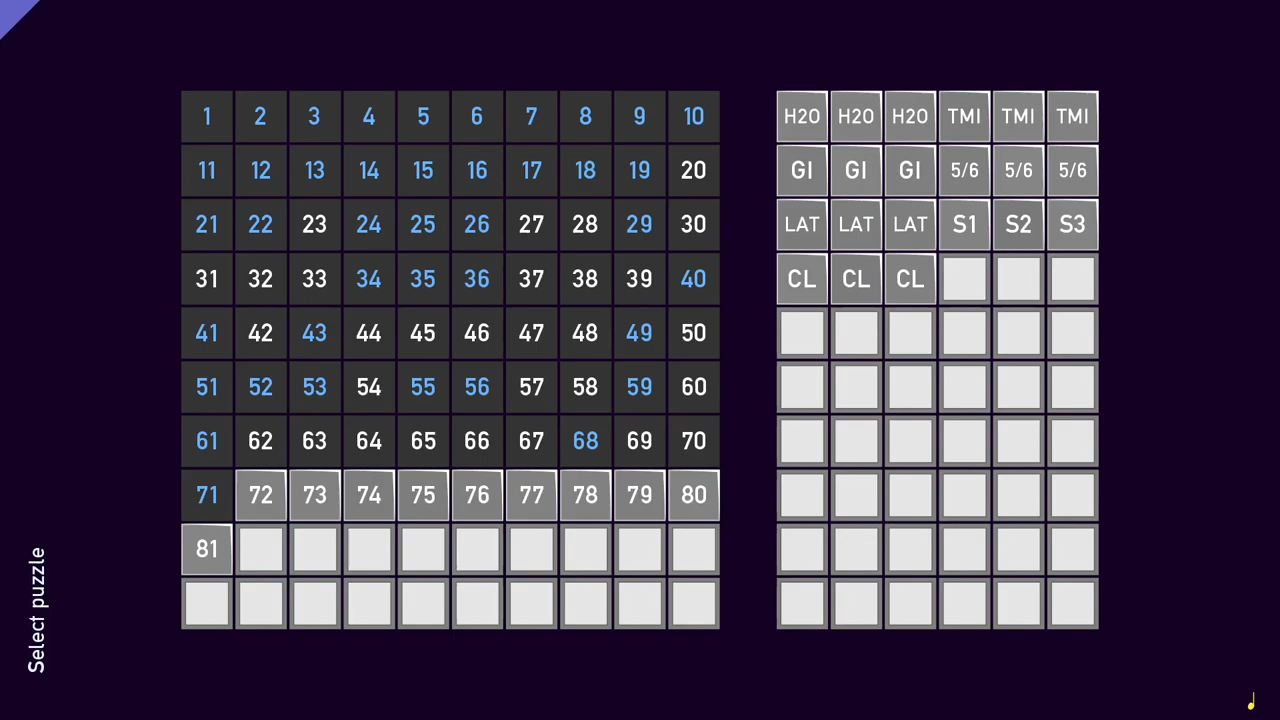 1 2 3 4 5 6 7 8 9 10 H2O H2O H2O TMI TMI TMI
11 12 13 14 15 16 17 18 19 20 GI GI GI 5/6 5/6 5/6
21 22 23 24 25 26 27 28 29 30 LAT LAT LAT S1 S2 S3
31 32 33 34 35 36 37 38 39 40 CL CL CL
41 42 43 44 45 46 47 48 49 50
51 52 53 54 55 56 57 58 59 60
61 62 63 64 65 66 67 68 69 70
71 72 73 74 75 76 77 78 79 80
81
Select puzzle